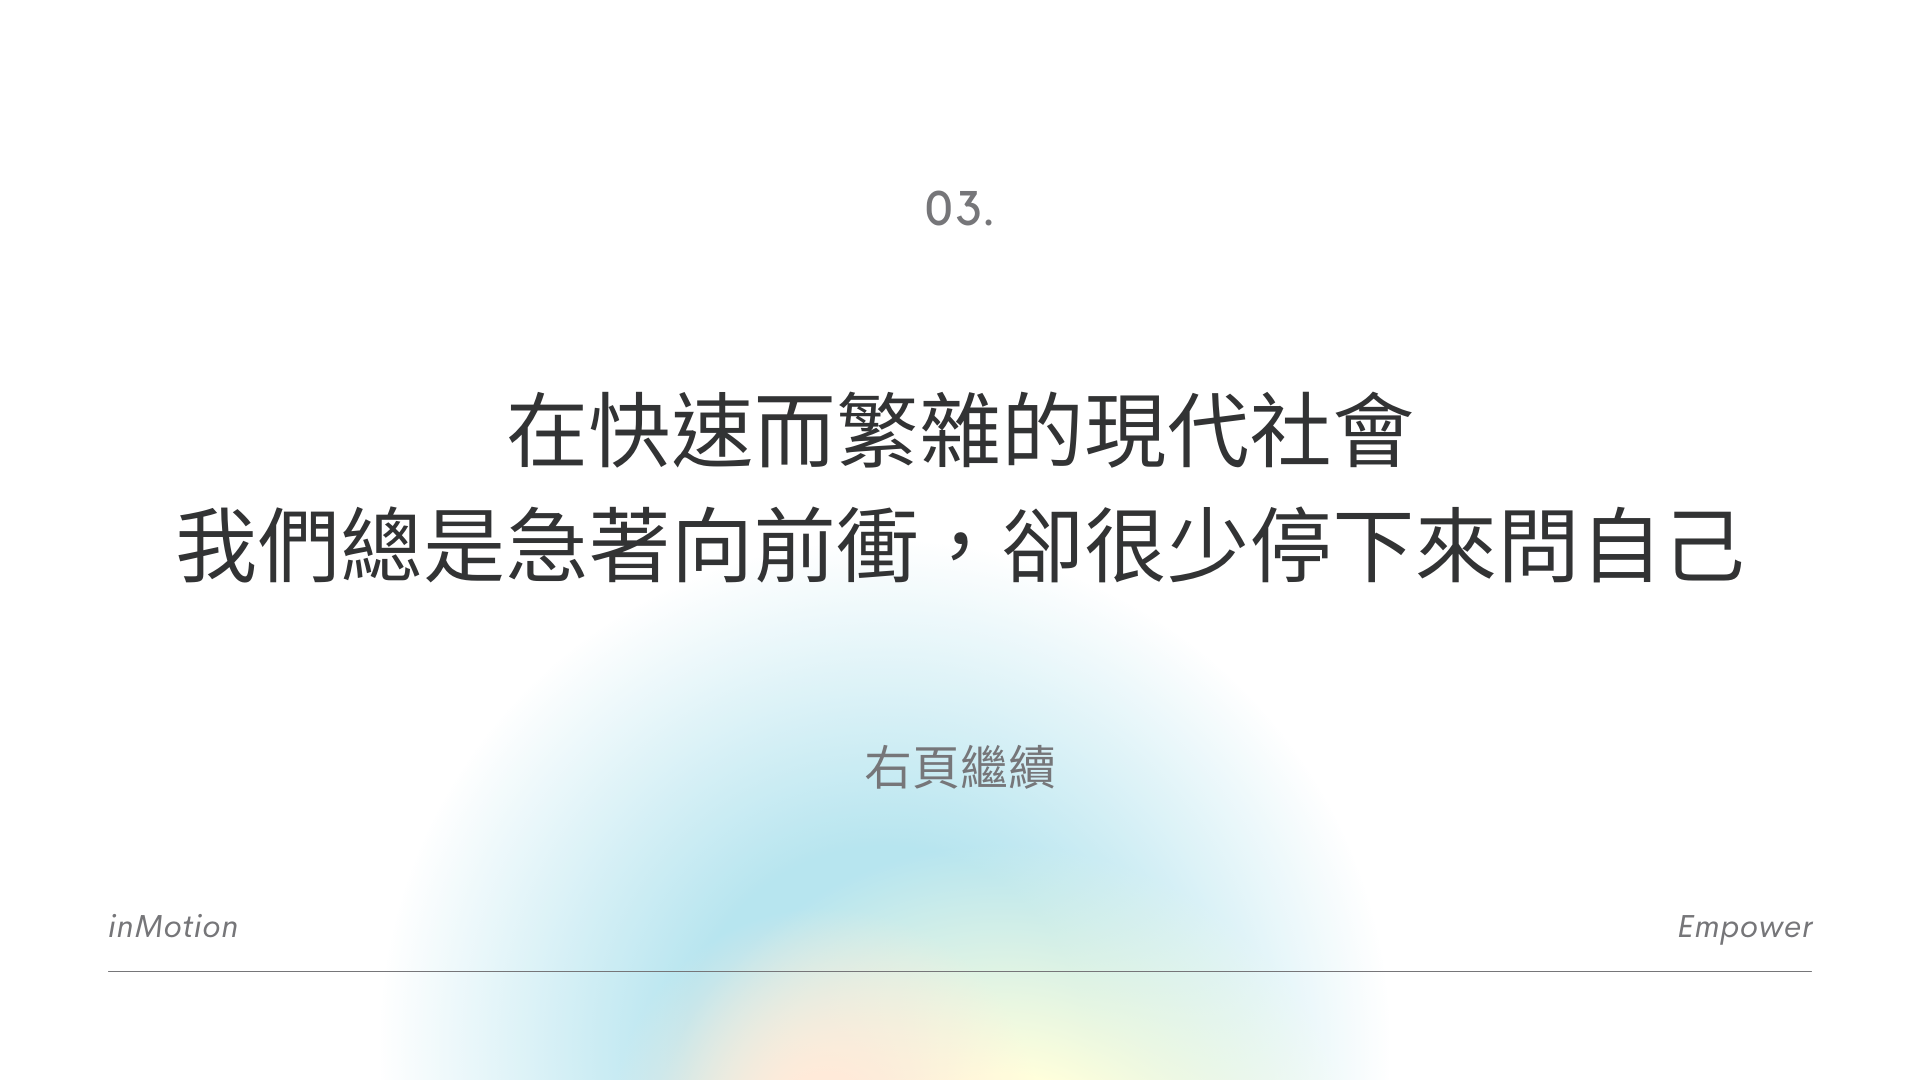 03.
在快速而繁雜的現代社會
我們總是急著向前衝，卻很少停下來問自己
右頁繼續
inMotion
Empower